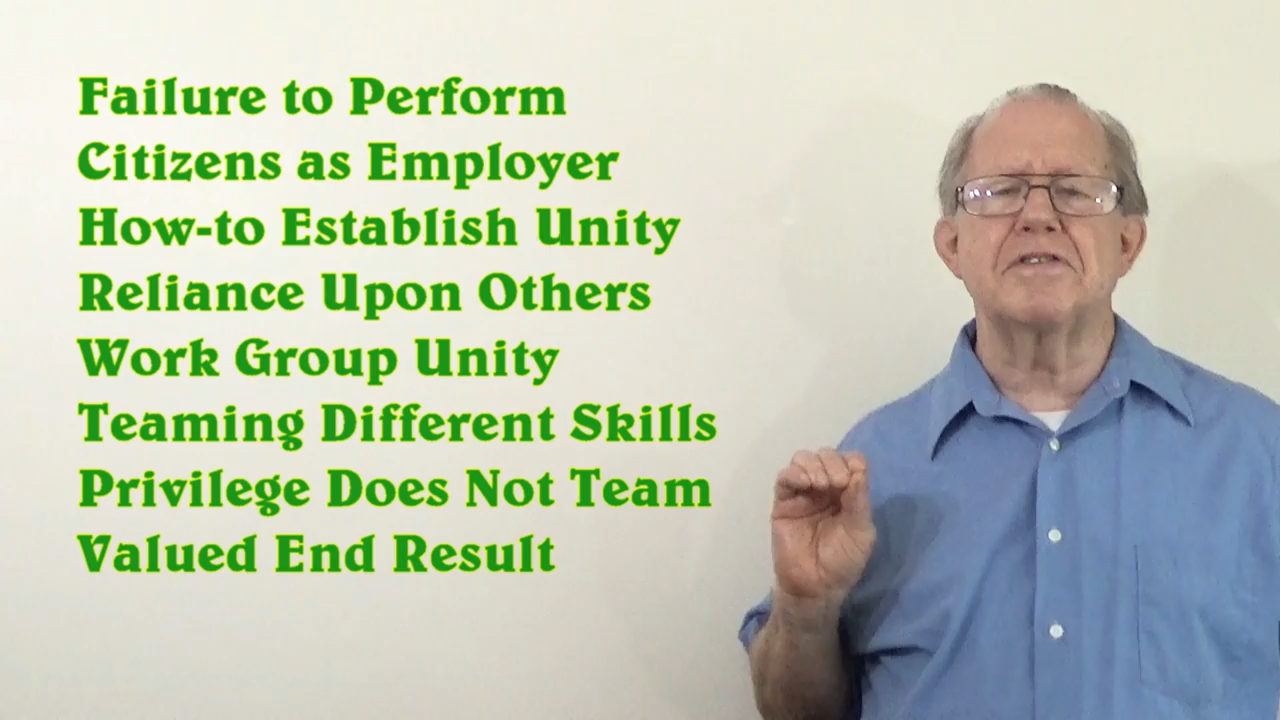 Failure to Perform
Citizens as Employer
How-to Establish Unity
Reliance Upon Others
Work Group Unity
Teaming Different Skills
Privilege Does Not Team
Valued End Result